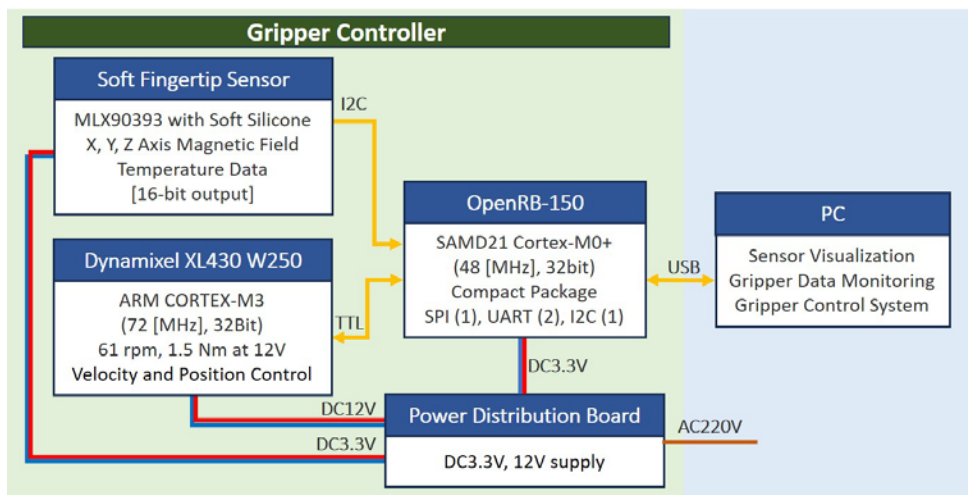 Gripper Controller
Soft Fingertip Sensor
MLX90393 with Soft Silicone
X, Y, Z Axis Magnetic Field
Temperature Data
[16-bit output]
I2C
Dynamixel XL430 W250
ARM CORTEX-M3
(72 [MHz], 32Bit)
61 rpm, 1.5 Nm at 12V
Velocity and Position Control
TTL
OpenRB-150
SAMD21 Cortex-M0+
(48 [MHz], 32bit)
Compact Package
SPI (1), UART (2), I2C (1)
USB
PC
Sensor Visualization
Gripper Data Monitoring
Gripper Control System
DC3.3V
DC12V
DC3.3V
Power Distribution Board
DC3.3V, 12V supply
AC220V